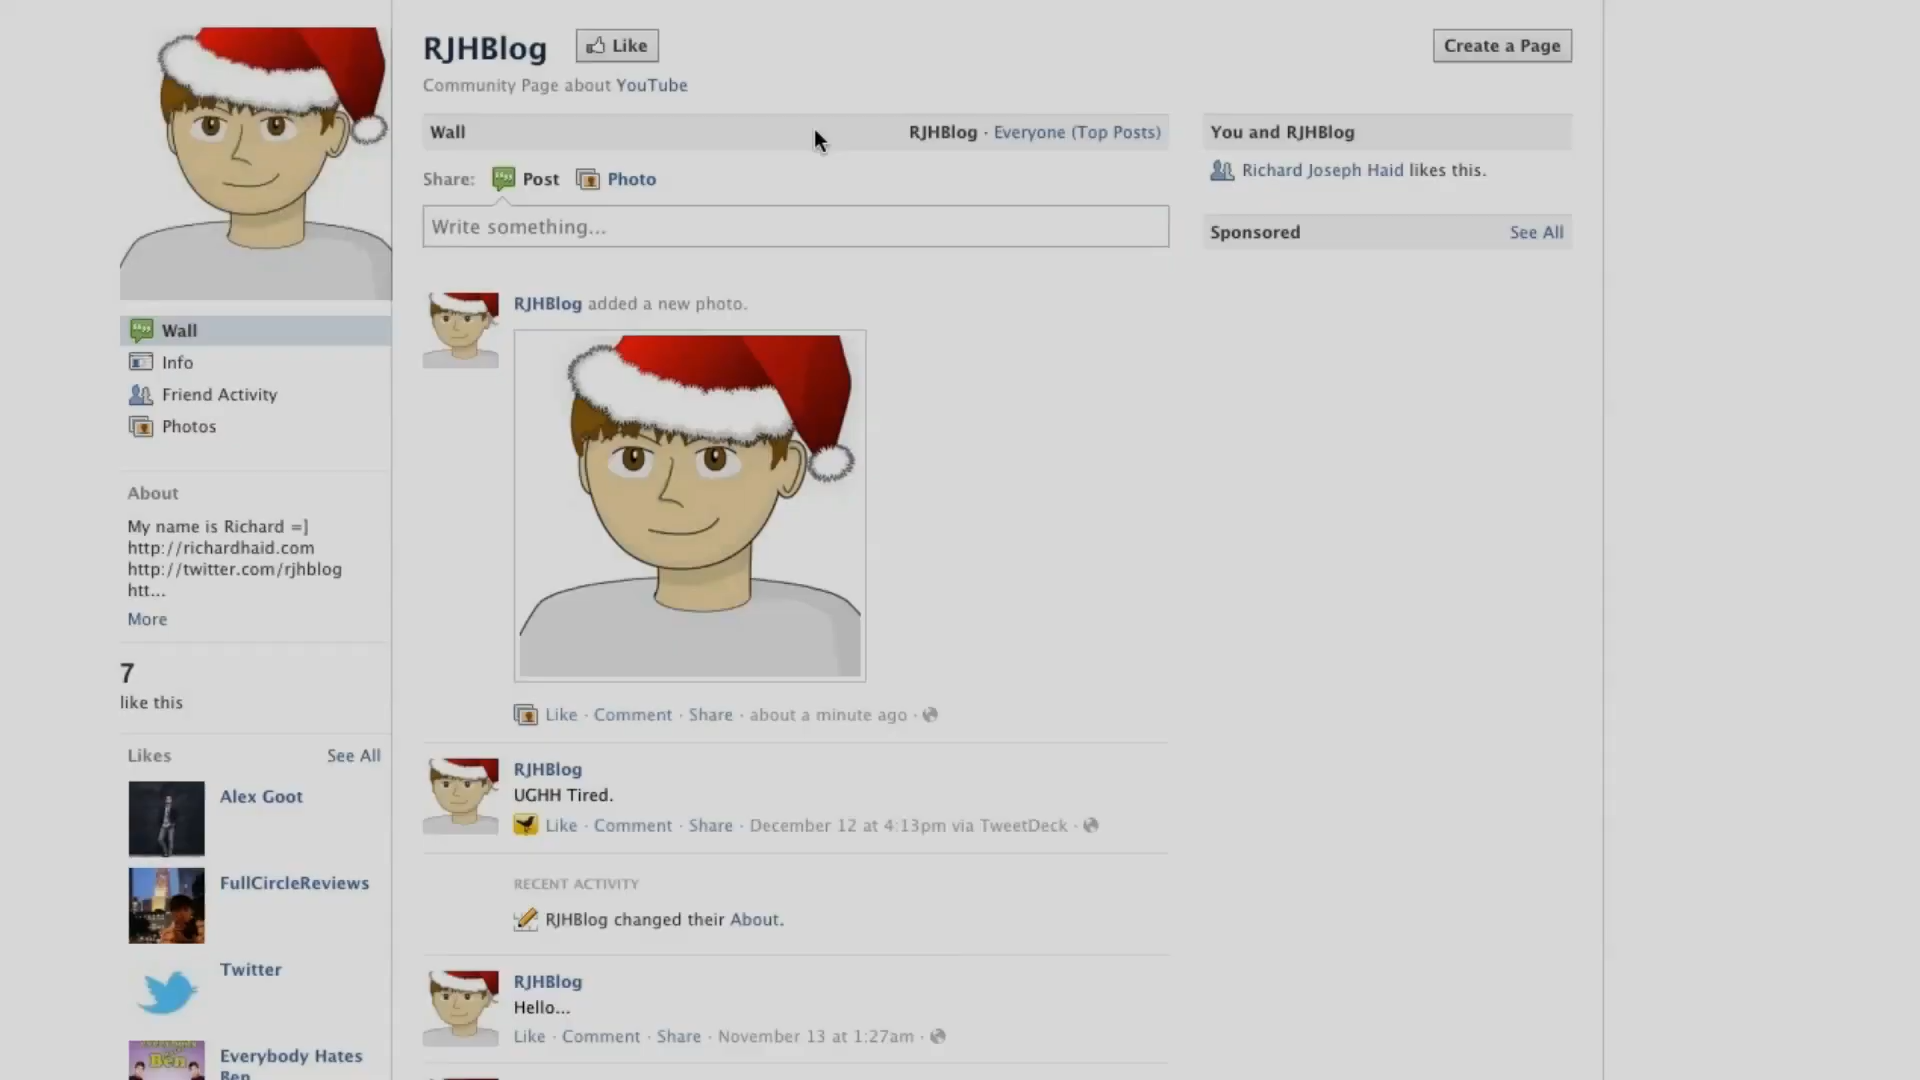 RJHBlog
Like
Create a Page
Community Page about YouTube
Wall
RJHBlog · Everyone (Top Posts)
You and RJHBlog
Richard Joseph Haid likes this.
Share: Post Photo
Write something...
Sponsored
See All
RJHBlog added a new photo.
Like · Comment · Share · about a minute ago ·
RJHBlog
UGHH Tired.
Like · Comment · Share · December 12 at 4:13pm via TweetDeck ·
RECENT ACTIVITY
RJHBlog changed their About.
RJHBlog
Hello...
Like · Comment · Share · November 13 at 1:27am ·
Wall
Info
Friend Activity
Photos
About
My name is Richard =]
http://richardhaid.com
http://twitter.com/rjhblog
htt...
More
7
like this
Likes
See All
Alex Goot
FullCircleReviews
Twitter
Ben
Everybody Hates
Ben